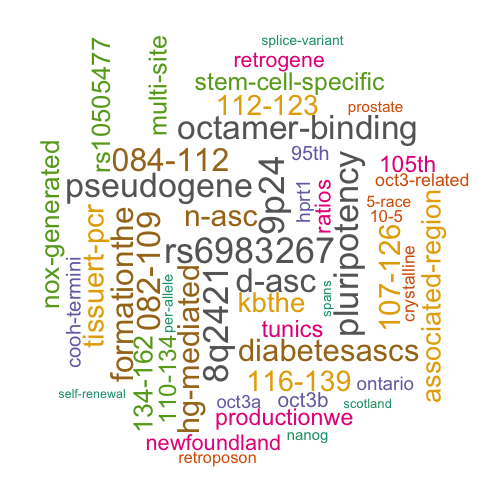 splice-variant
retrogene
multi-site
rs10505477
stem-cell-specific
112-123
prostate
octamer-binding
nox-generated
084-112
95th
105th
pseudogene
9p24
hprt1
ratios
pluripotency
oct3-related
5-race
10-5
n-asc
tissuert-pcr
formationthe
082-109
rs6983267
107-126
crystalline
associated-region
cooh-termini
per-allele
hg-mediated
8q2421
d-asc
kbthe
spans
tunics
134-162
110-134
diabetesascs
116-139
ontario
self-renewal
oct3a
oct3b
scotland
productionwe
newfoundland
nanog
retroposon